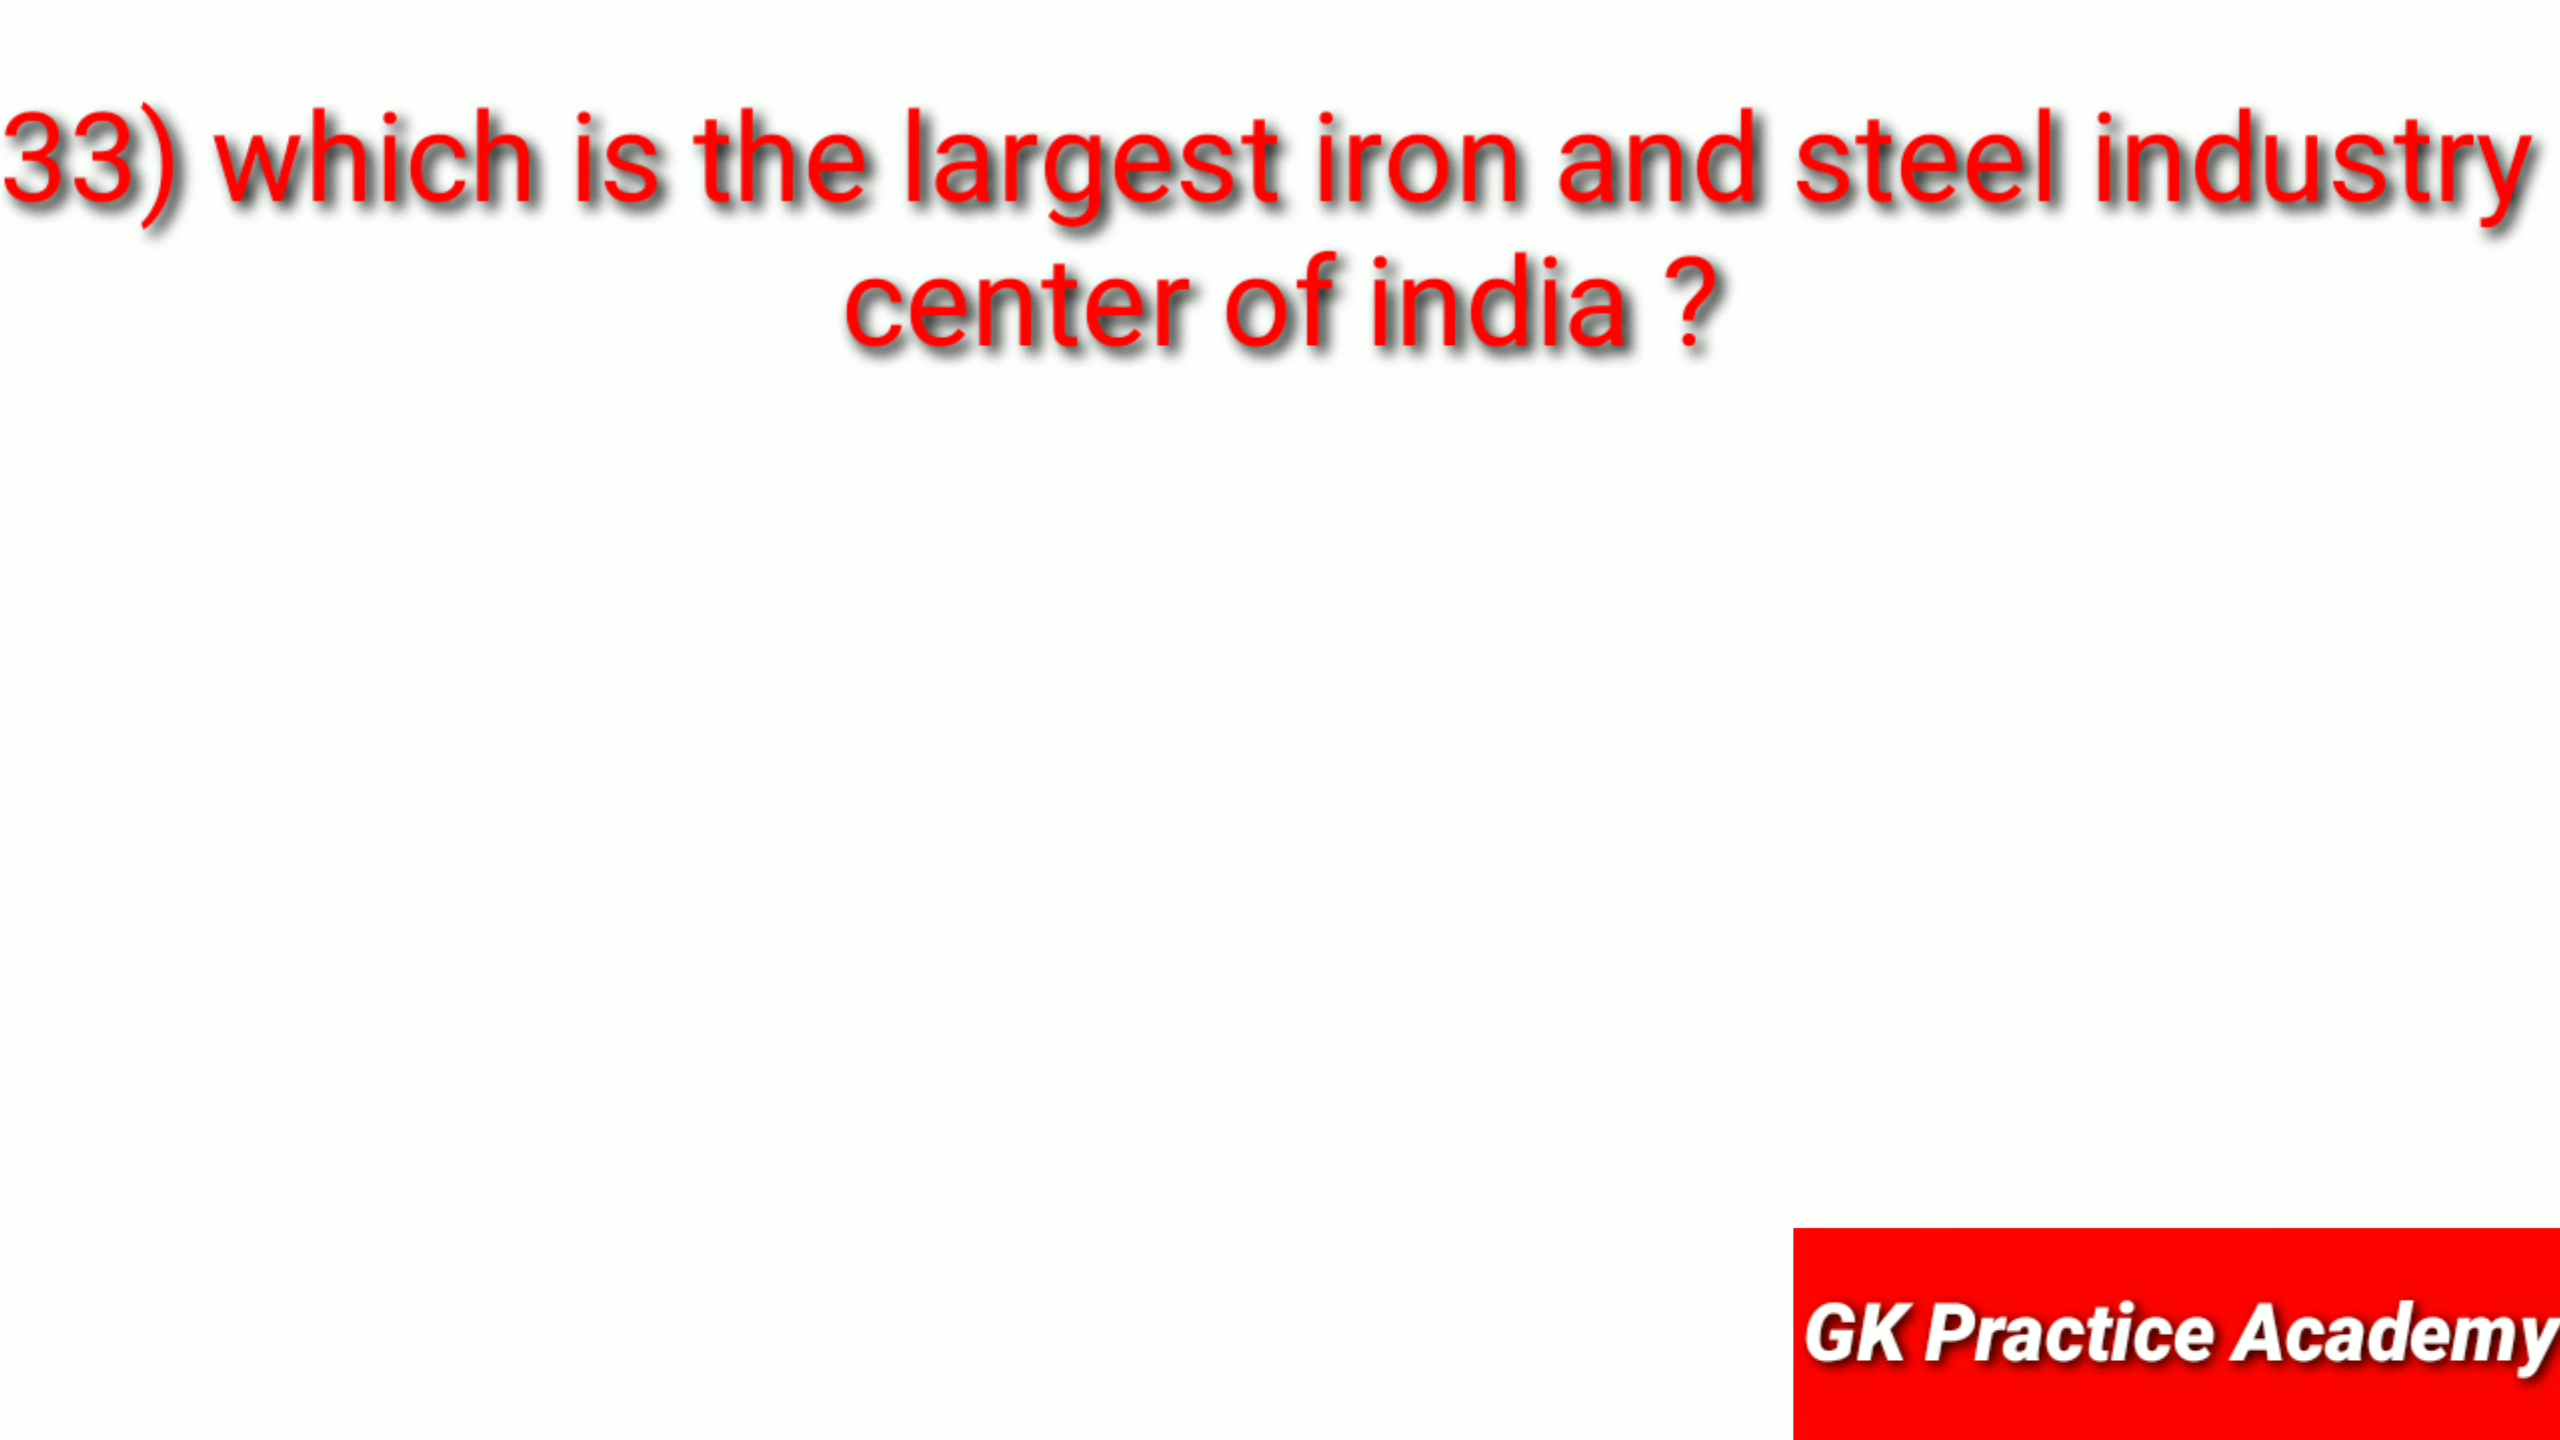 33) which is the largest iron and steel industry
center of india ?
GK Practice Academy